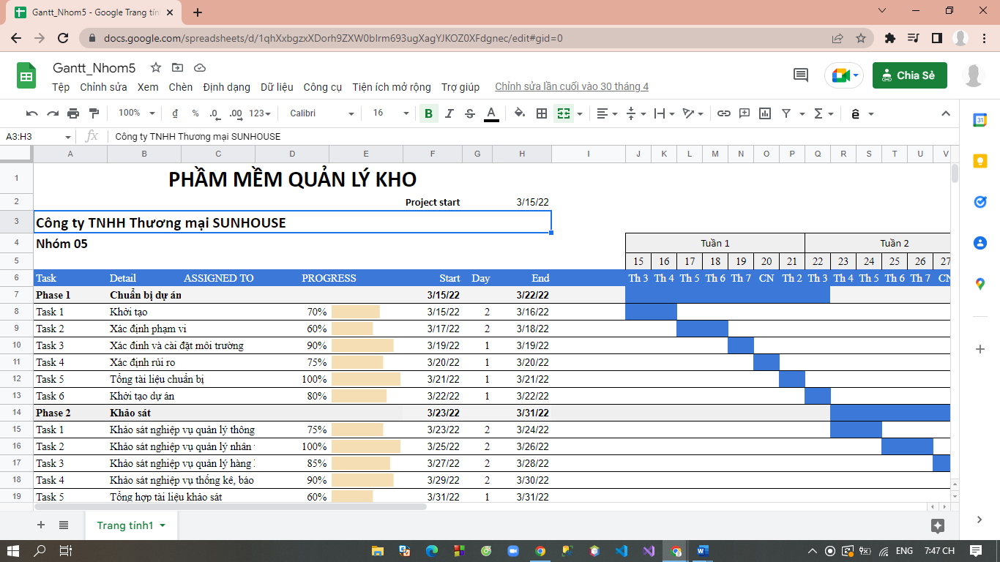 Gantt_Nhom5 - Google Trang tín
docs.google.com/spreadsheets/d/1qhXxbgzxXDorh9ZXW0bIrm693ugXagYJKOZ0XFdgnec/edit#gid=0
Gantt_Nhom5
Tệp Chỉnh sửa Xem Chèn Định dạng Dữ liệu Công cụ Tiện ích mở rộng Trợ giúp Chỉnh sửa lần cuối vào 30 tháng 4
Chia Sẻ
100% đ % .0 .00 123 Calibri 16 B I S A ê
A3:H3 fx Công ty TNHH Thương mại SUNHOUSE
A B C D E F G H I J K L M N O P Q R S T U V
1 PHẦM MỀM QUẢN LÝ KHO
2 Project start 3/15/22
3 Công ty TNHH Thương mại SUNHOUSE
4 Nhóm 05 Tuần 1 Tuần 2
5 15 16 17 18 19 20 21 22 23 24 25 26 27
6 Task Detail ASSIGNED TO PROGRESS Start Day End Th 3 Th 4 Th 5 Th 6 Th 7 CN Th 2 Th 3 Th 4 Th 5 Th 6 Th 7 CN
7 Phase 1 Chuẩn bị dự án 3/15/22 3/22/22
8 Task 1 Khởi tạo 70% 3/15/22 2 3/16/22
9 Task 2 Xác định phạm vi 60% 3/17/22 2 3/18/22
10 Task 3 Xác đinh và cài đặt môi trường 90% 3/19/22 1 3/19/22
11 Task 4 Xác định rủi ro 75% 3/20/22 1 3/20/22
12 Task 5 Tổng tài liệu chuẩn bị 100% 3/21/22 1 3/21/22
13 Task 6 Khởi tạo dự án 80% 3/22/22 1 3/22/22
14 Phase 2 Khảo sát 3/23/22 3/31/22
15 Task 1 Khảo sát nghiệp vụ quản lý thông 75% 3/23/22 2 3/24/22
16 Task 2 Khảo sát nghiệp vụ quản lý nhân 100% 3/25/22 2 3/26/22
17 Task 3 Khảo sát nghiệp vụ quản lý hàng 85% 3/27/22 2 3/28/22
18 Task 4 Khảo sát nghiệp vụ thống kê, báo 90% 3/29/22 2 3/30/22
19 Task 5 Tổng hợp tài liệu khảo sát 60% 3/31/22 1 3/31/22
Trang tính1
ENG 7:47 CH